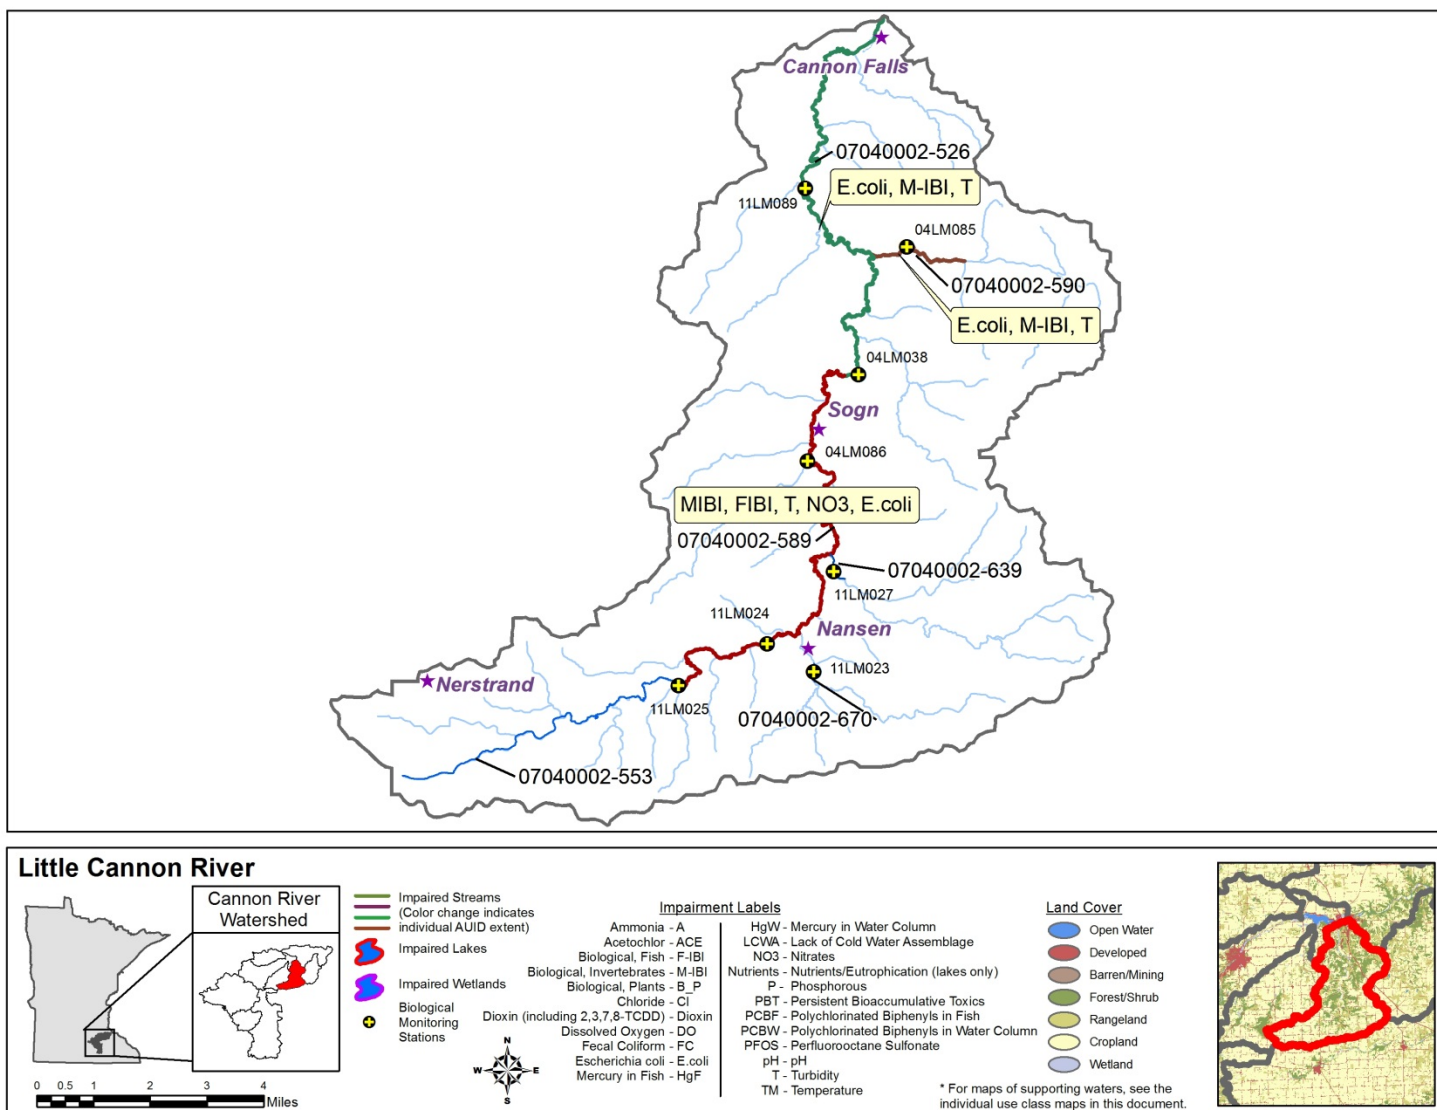 Cannon Falls
07040002-526
E.coli, M-IBI, T
11LM089
04LM085
07040002-590
E.coli, M-IBI, T
04LM038
Sogn
04LM086
MIBI, FIBI, T, NO3, E.coli
07040002-589
07040002-639
11LM027
11LM024
Nansen
11LM023
Nerstrand
11LM025
07040002-670
07040002-553
Little Cannon River
Cannon River
Watershed
0 0.5 1 2 3 4
Miles
Impaired Streams
(Color change indicates
individual AUID extent)
Impaired Lakes
Impaired Wetlands
Biological
Monitoring
Stations
N
W E
S
Impairment Labels
Ammonia - A
Acetochlor - ACE
Biological, Fish - F-IBI
Biological, Invertebrates - M-IBI
Biological, Plants - B_P
Chloride - Cl
Dioxin (including 2,3,7,8-TCDD) - Dioxin
Dissolved Oxygen - DO
Fecal Coliform - FC
Escherichia coli - E.coli
Mercury in Fish - HgF
HgW - Mercury in Water Column
LCWA - Lack of Cold Water Assemblage
NO3 - Nitrates
Nutrients - Nutrients/Eutrophication (lakes only)
P - Phosphorous
PBT - Persistent Bioaccumulative Toxics
PCBF - Polychlorinated Biphenyls in Fish
PCBW - Polychlorinated Biphenyls in Water Column
PFOS - Perfluorooctane Sulfonate
pH - pH
T - Turbidity
TM - Temperature
Land Cover
Open Water
Developed
Barren/Mining
Forest/Shrub
Rangeland
Cropland
Wetland
* For maps of supporting waters, see the
individual use class maps in this document.